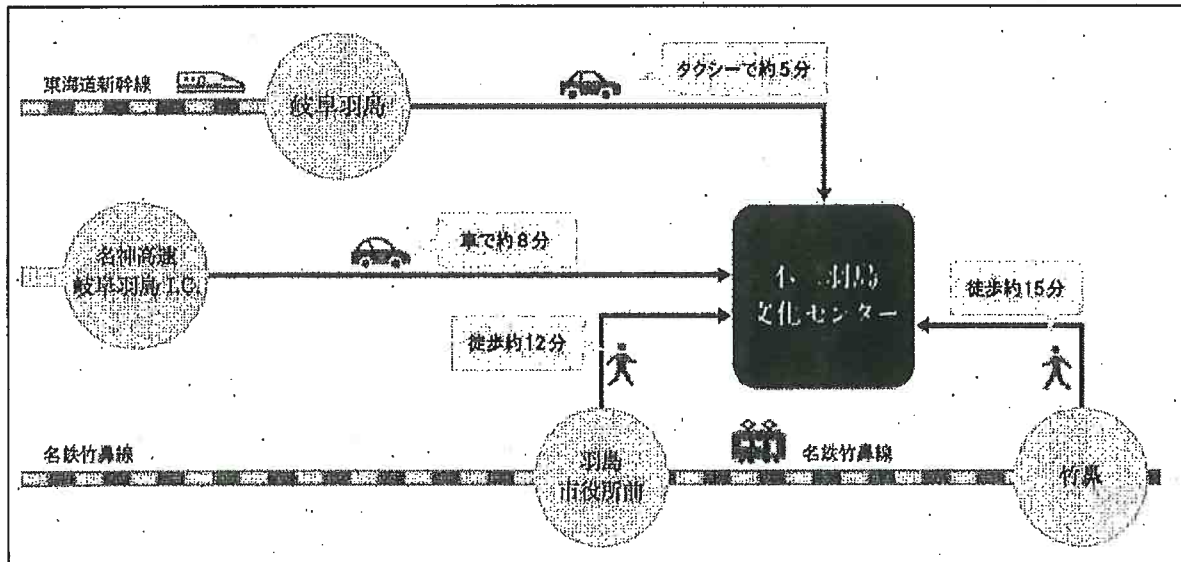 東海道新幹線
岐阜羽島
タクシーで約5分
名神高速
岐阜羽島 I.C.
車で約8分
羽島
文化センター
徒歩約15分
徒歩約12分
名鉄竹鼻線
羽島
市役所前
名鉄竹鼻線
竹鼻